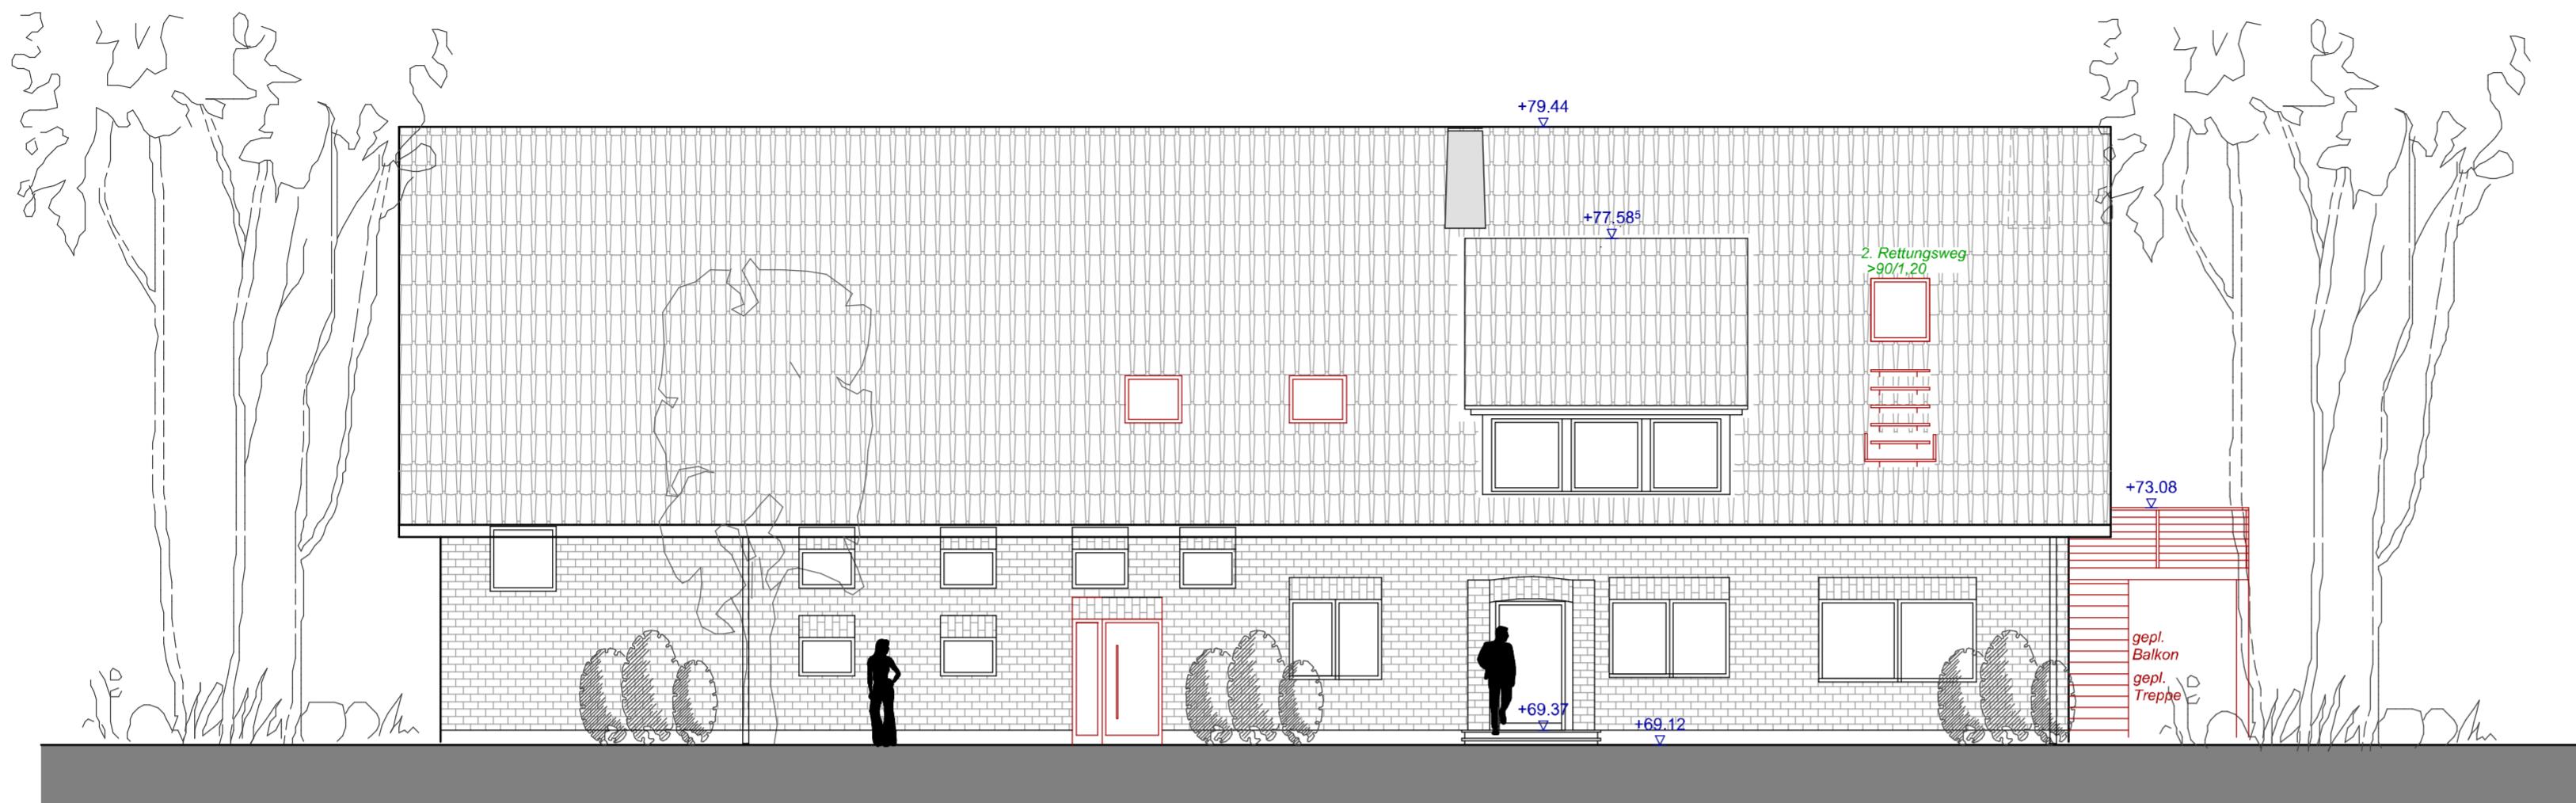 +79.44
+77.58⁵
2. Rettungsweg
>90/1,20
+73.08
gepl.
Balkon
gepl.
Treppe
+69.37
+69.12